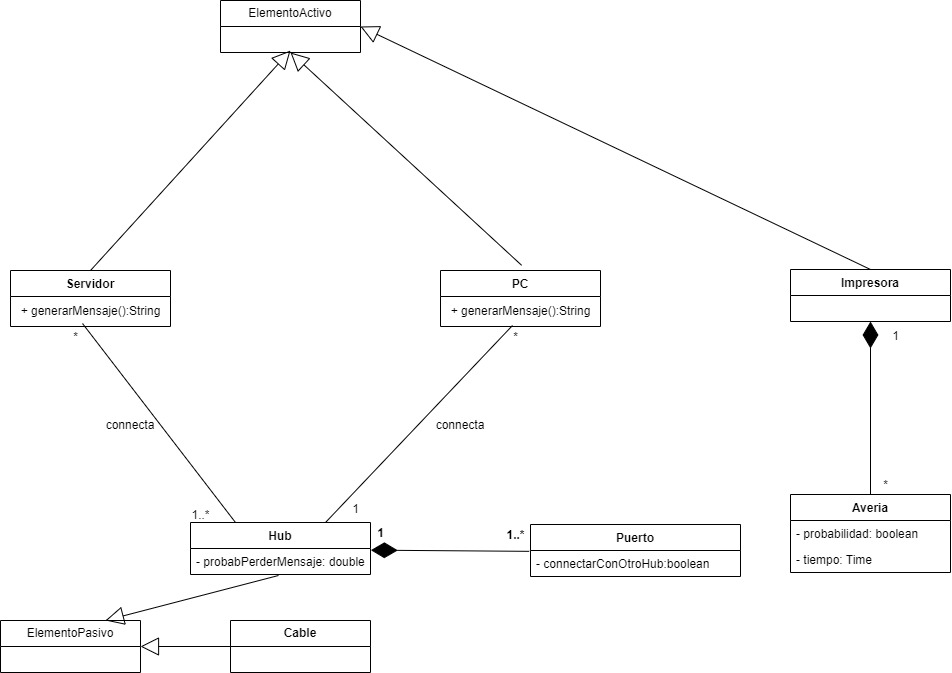 ElementoActivo
Servidor
+ generarMensaje():String
*
PC
+ generarMensaje():String
*
Impresora
1
connecta
connecta
1..*
1
Hub
- probabPerderMensaje: double
1
1..*
Puerto
- connectarConOtroHub:boolean
*
Averia
- probabilidad: boolean
- tiempo: Time
ElementoPasivo
Cable